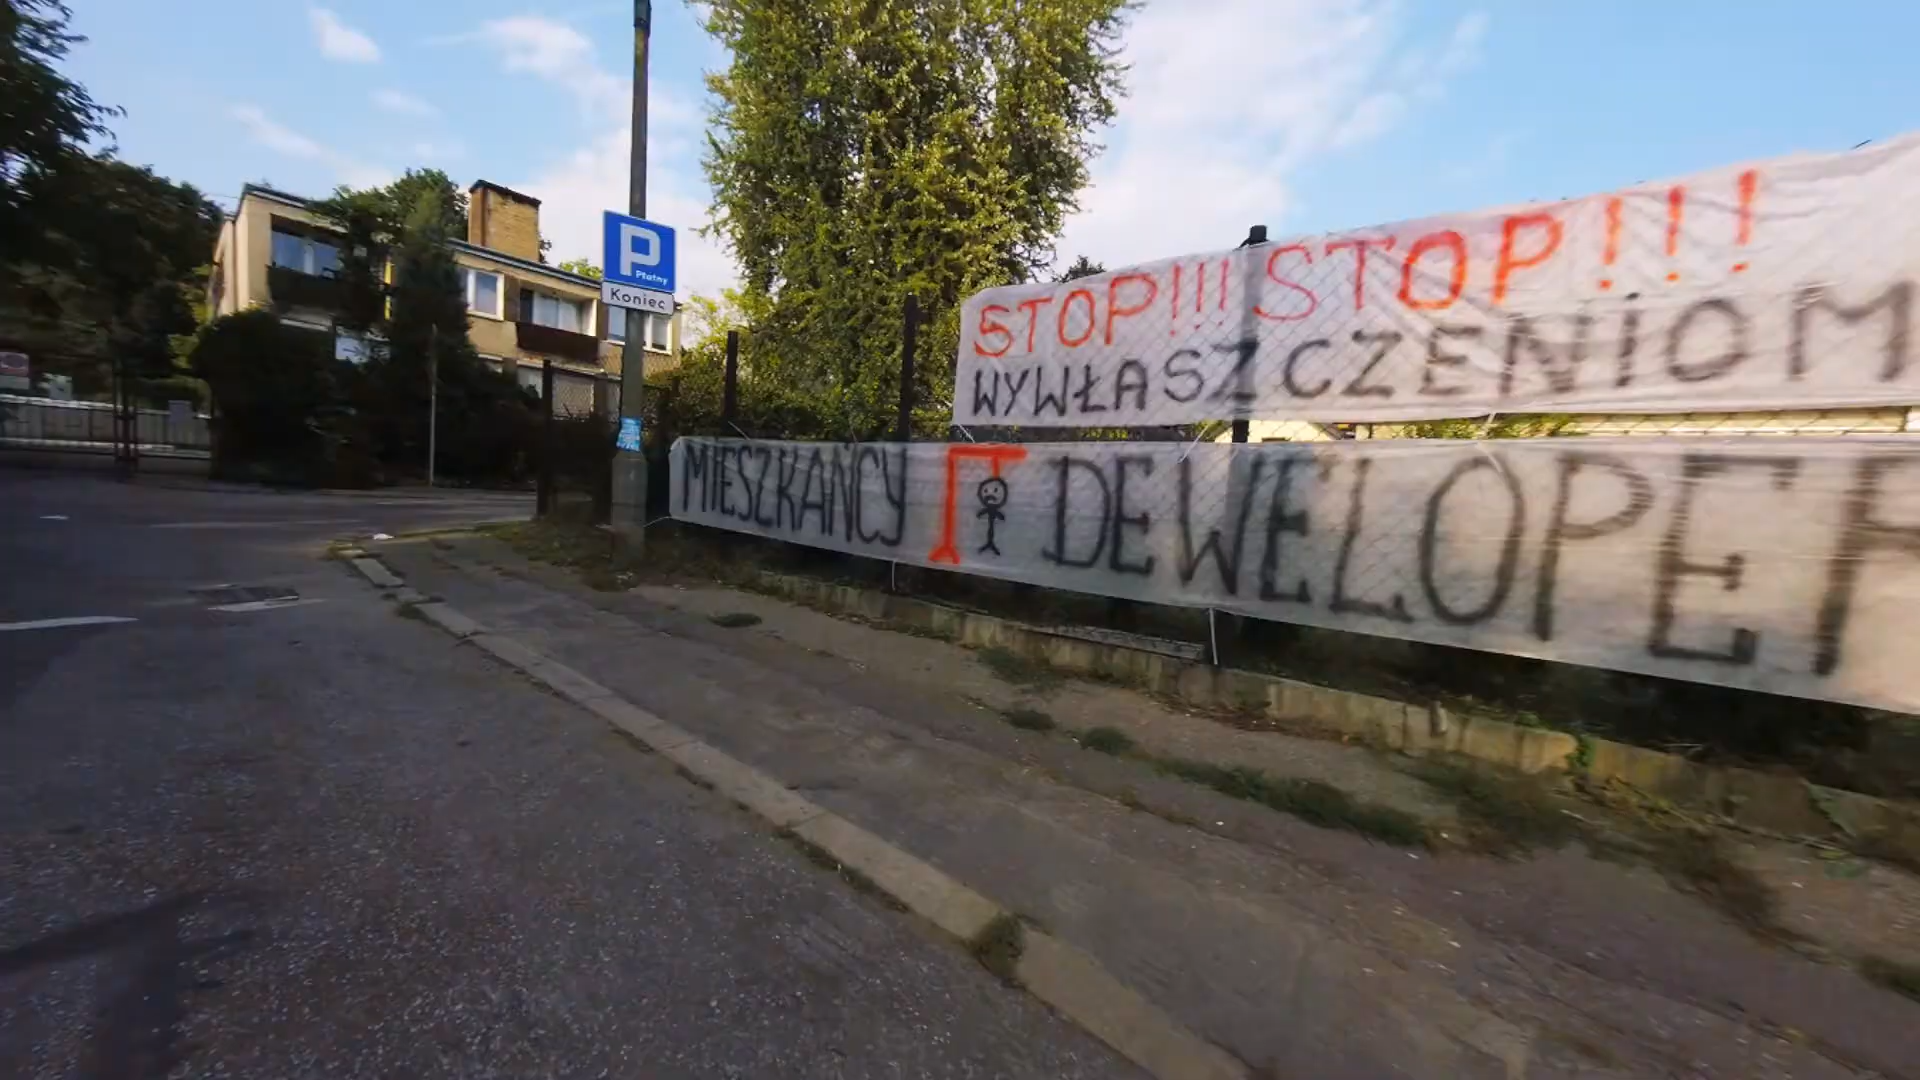 P
Płatny
Koniec
STOP!!! STOP!!!
WYWŁASZCZENIOM
MIESZKAŃCY DEWELOPER